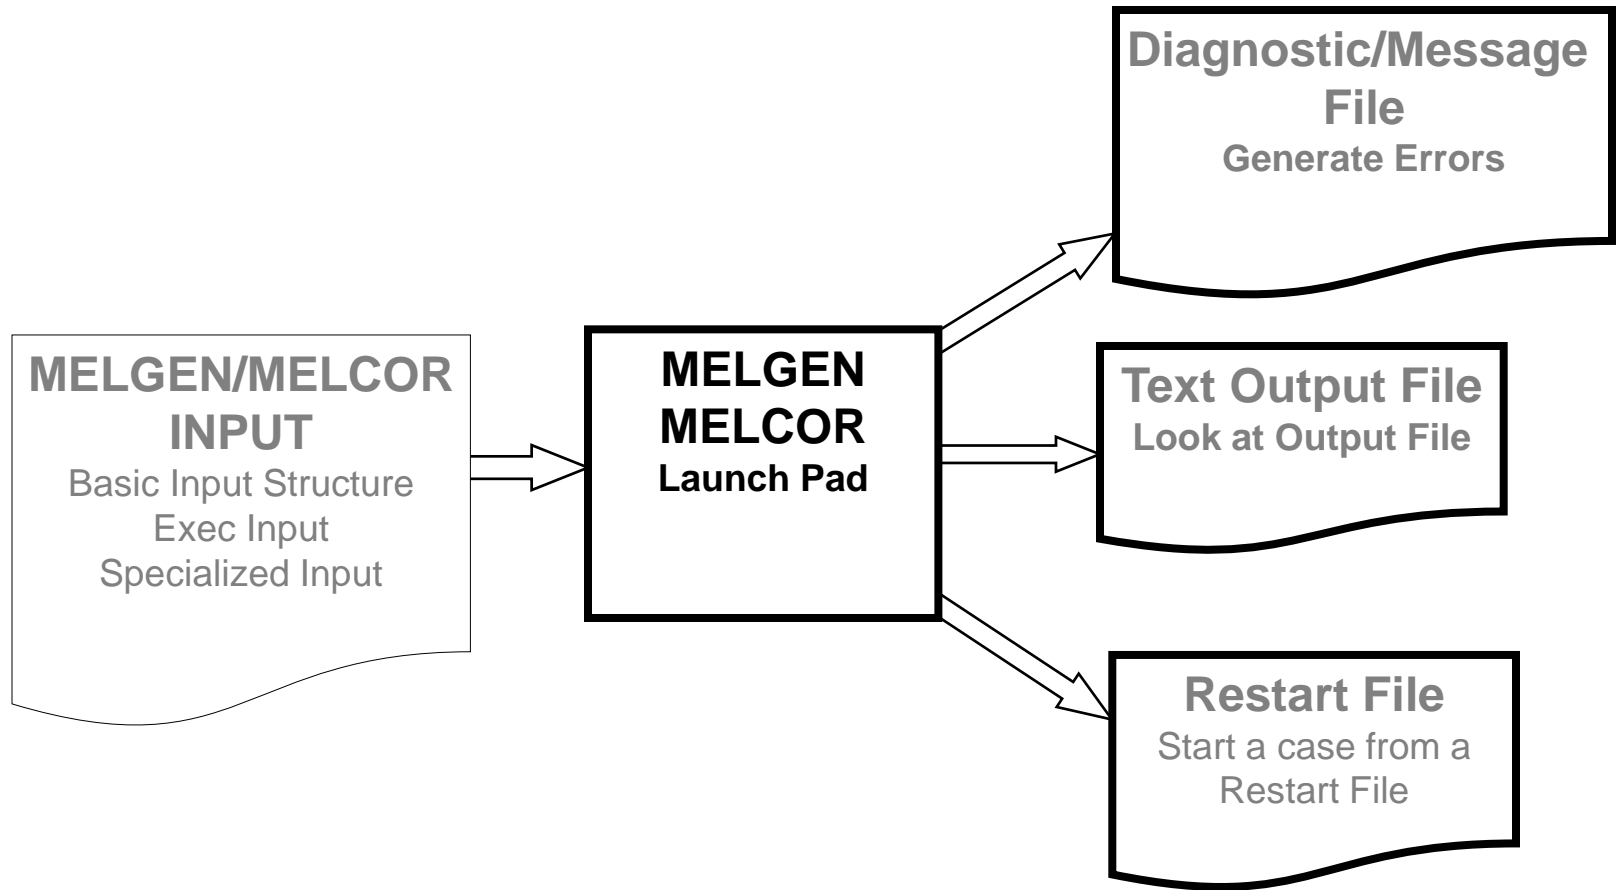 MELGEN/MELCOR
INPUT
Basic Input Structure
Exec Input
Specialized Input
MELGEN
MELCOR
Launch Pad
Diagnostic/Message
File
Generate Errors
Text Output File
Look at Output File
Restart File
Start a case from a
Restart File